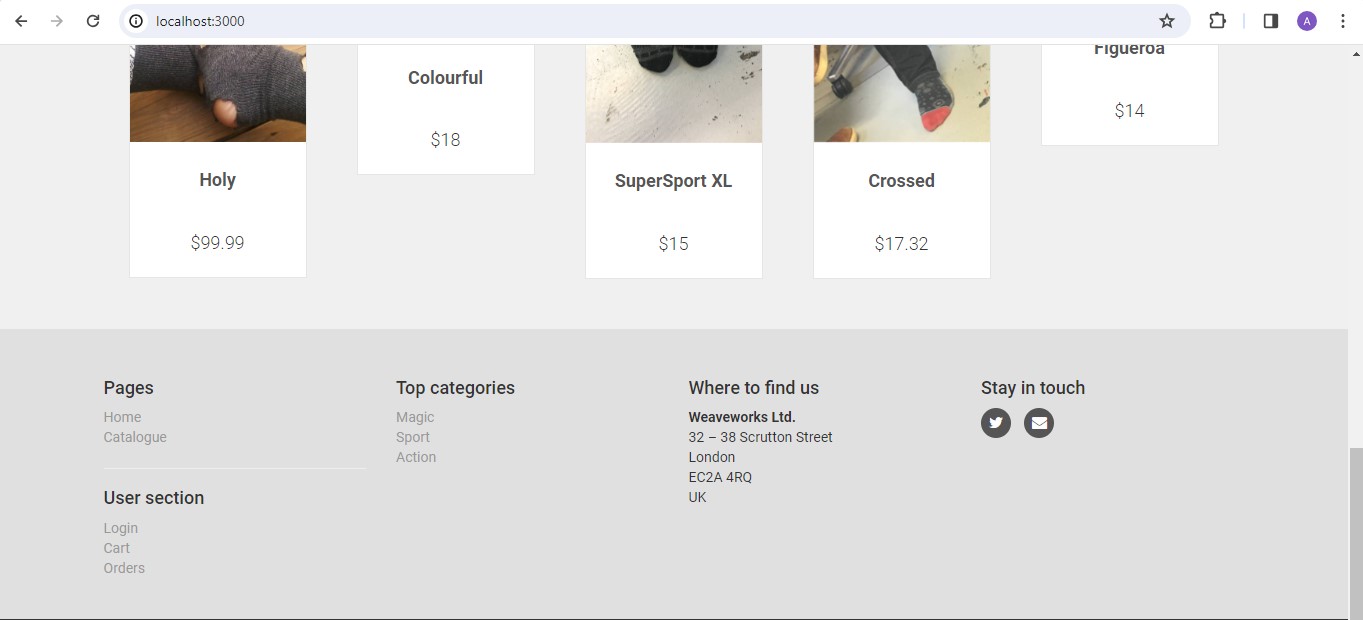 localhost:3000
A
Figueroa
Colourful
$14
$18
Holy
SuperSport XL
Crossed
$99.99
$15
$17.32
Pages
Home
Catalogue
User section
Login
Cart
Orders
Top categories
Magic
Sport
Action
Where to find us
Weaveworks Ltd.
32 – 38 Scrutton Street
London
EC2A 4RQ
UK
Stay in touch